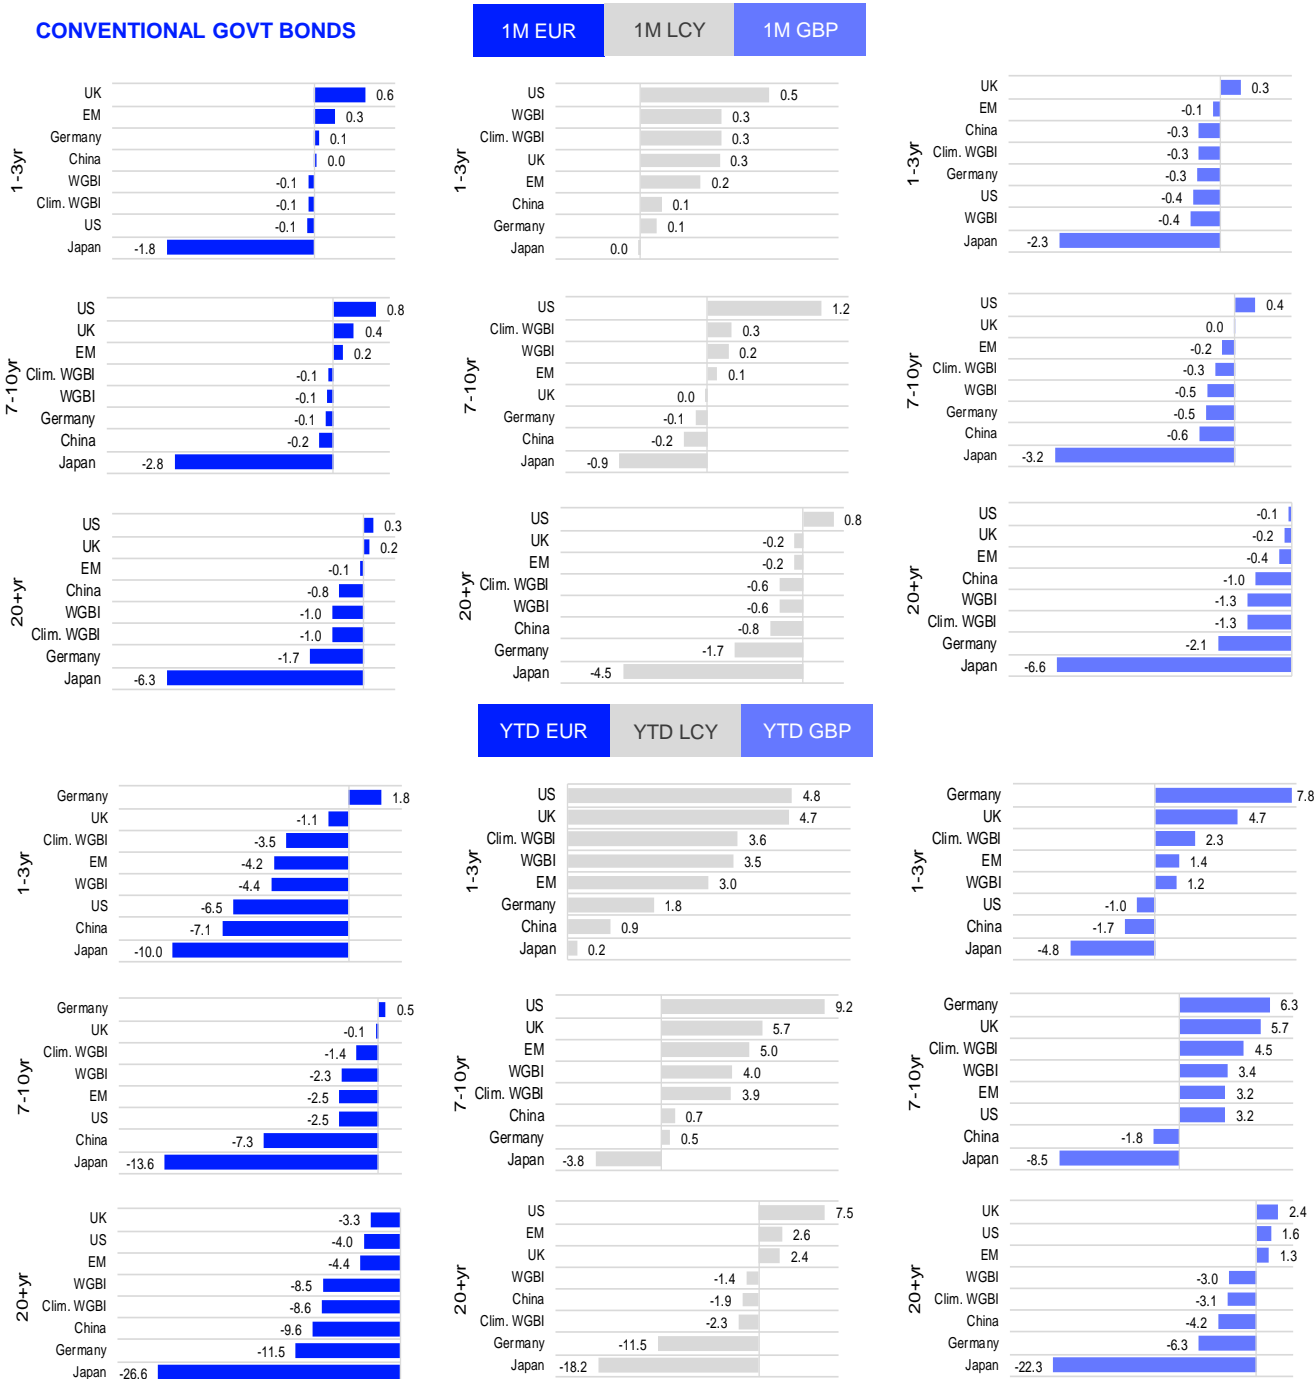 CONVENTIONAL GOVT BONDS
1M EUR 1M LCY 1M GBP
1-3yr
UK 0.6
EM 0.3
Germany 0.1
China 0.0
WGBI -0.1
Clim. WGBI -0.1
US -0.1
Japan -1.8
1-3yr
US 0.5
WGBI 0.3
Clim. WGBI 0.3
UK 0.3
EM 0.2
China 0.1
Germany 0.1
Japan 0.0
1-3yr
UK 0.3
EM -0.1
China -0.3
Clim. WGBI -0.3
Germany -0.3
US -0.4
WGBI -0.4
Japan -2.3
7-10yr
US 0.8
UK 0.4
EM 0.2
Clim. WGBI -0.1
WGBI -0.1
Germany -0.1
China -0.2
Japan -2.8
7-10yr
US 1.2
Clim. WGBI 0.3
WGBI 0.2
EM 0.1
UK 0.0
Germany -0.1
China -0.2
Japan -0.9
7-10yr
US 0.4
UK 0.0
EM -0.2
Clim. WGBI -0.3
WGBI -0.5
Germany -0.5
China -0.6
Japan -3.2
20+yr
US 0.3
UK 0.2
EM -0.1
China -0.8
WGBI -1.0
Clim. WGBI -1.0
Germany -1.7
Japan -6.3
20+yr
US 0.8
UK -0.2
EM -0.2
Clim. WGBI -0.6
WGBI -0.6
China -0.8
Germany -1.7
Japan -4.5
20+yr
US -0.1
UK -0.2
EM -0.4
China -1.0
WGBI -1.3
Clim. WGBI -1.3
Germany -2.1
Japan -6.6
YTD EUR YTD LCY YTD GBP
1-3yr
Germany 1.8
UK -1.1
Clim. WGBI -3.5
EM -4.2
WGBI -4.4
US -6.5
China -7.1
Japan -10.0
1-3yr
US 4.8
UK 4.7
Clim. WGBI 3.6
WGBI 3.5
EM 3.0
Germany 1.8
China 0.9
Japan 0.2
1-3yr
Germany 7.8
UK 4.7
Clim. WGBI 2.3
EM 1.4
WGBI 1.2
US -1.0
China -1.7
Japan -4.8
7-10yr
Germany 0.5
UK -0.1
Clim. WGBI -1.4
WGBI -2.3
EM -2.5
US -2.5
China -7.3
Japan -13.6
7-10yr
US 9.2
UK 5.7
EM 5.0
WGBI 4.0
Clim. WGBI 3.9
China 0.7
Germany 0.5
Japan -3.8
7-10yr
Germany 6.3
UK 5.7
Clim. WGBI 4.5
WGBI 3.4
EM 3.2
US 3.2
China -1.8
Japan -8.5
20+yr
UK -3.3
US -4.0
EM -4.4
WGBI -8.5
Clim. WGBI -8.6
China -9.6
Germany -11.5
Japan -26.6
20+yr
US 7.5
EM 2.6
UK 2.4
WGBI -1.4
China -1.9
Clim. WGBI -2.3
Germany -11.5
Japan -18.2
20+yr
UK 2.4
US 1.6
EM 1.3
WGBI -3.0
Clim. WGBI -3.1
China -4.2
Germany -6.3
Japan -22.3